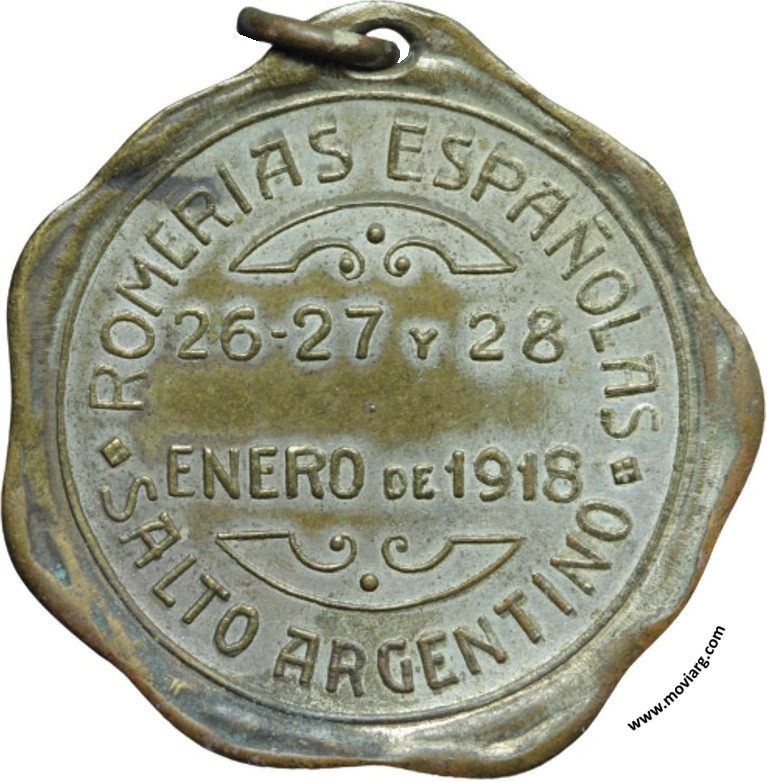 ROMERIAS ESPAÑOLAS
26-27 Y 28
ENERO DE 1918
SALTO ARGENTINO
www.moviarg.com